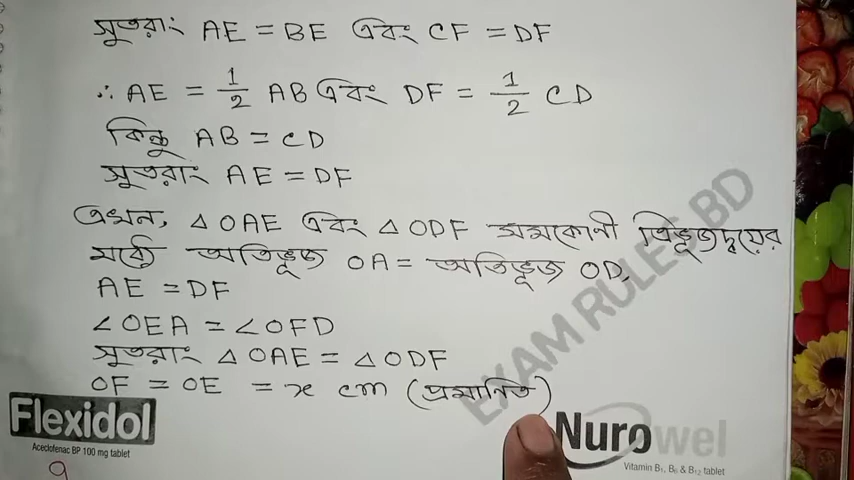 সুতরাং AE = BE এবং CF = DF
∴ AE = 1/2 AB এবং DF = 1/2 CD
কিন্তু AB = CD
সুতরাং AE = DF
এখন, △OAE এবং △ODF সমকোনী ত্রিভূজদ্বয়ের
মধ্যে অতিভূজ OA = অতিভূজ OD,
AE = DF
∠OEA = ∠OFD
সুতরাং △OAE = △ODF
OF = OE = x cm (প্রমানিত)
EXAM RULES BD
Flexidol
Aceclofenac BP 100 mg tablet
Nurowel
Vitamin B₁, B₆ & B₁₂ tablet
9